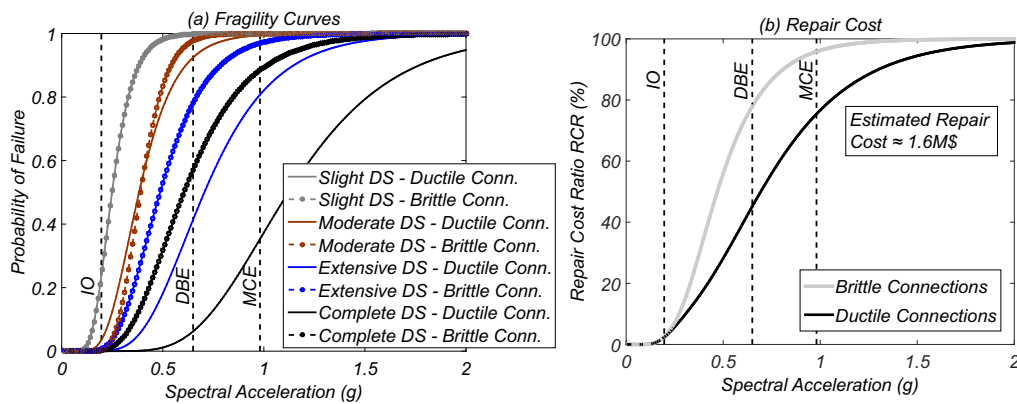 (a) Fragility Curves
Probability of Failure
1
0.8
0.6
0.4
0.2
0
IO
DBE
MCE
Slight DS - Ductile Conn.
Slight DS - Brittle Conn.
Moderate DS - Ductile Conn.
Moderate DS - Brittle Conn.
Extensive DS - Ductile Conn.
Extensive DS - Brittle Conn.
Complete DS - Ductile Conn.
Complete DS - Brittle Conn.
0 0.5 1 1.5 2
Spectral Acceleration (g)
(b) Repair Cost
Repair Cost Ratio RCR (%)
100
80
60
40
20
0
IO
DBE
MCE
Estimated Repair
Cost ≈ 1.6M$
Brittle Connections
Ductile Connections
0 0.5 1 1.5 2
Spectral Acceleration (g)